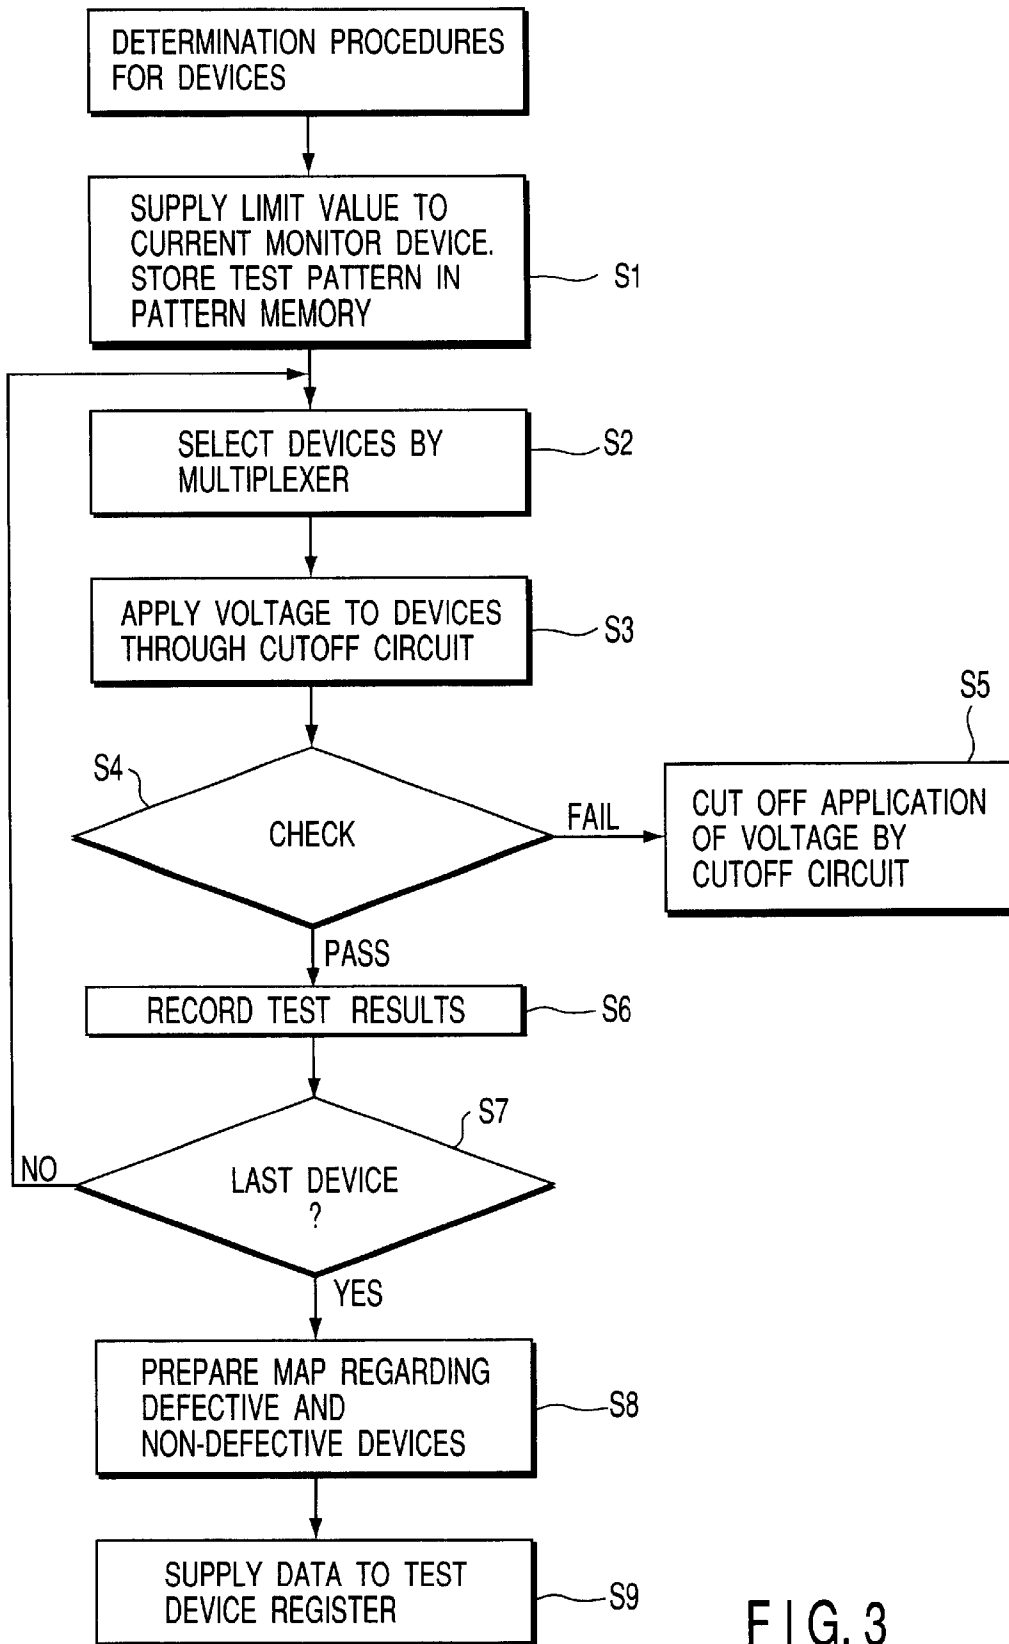 DETERMINATION PROCEDURES
FOR DEVICES
SUPPLY LIMIT VALUE TO
CURRENT MONITOR DEVICE.
STORE TEST PATTERN IN
PATTERN MEMORY
S1
SELECT DEVICES BY
MULTIPLEXER
S2
APPLY VOLTAGE TO DEVICES
THROUGH CUTOFF CIRCUIT
S3
S4
CHECK
FAIL
S5
CUT OFF APPLICATION
OF VOLTAGE BY
CUTOFF CIRCUIT
PASS
RECORD TEST RESULTS
S6
S7
LAST DEVICE
?
NO
YES
PREPARE MAP REGARDING
DEFECTIVE AND
NON-DEFECTIVE DEVICES
S8
SUPPLY DATA TO TEST
DEVICE REGISTER
S9
FIG. 3